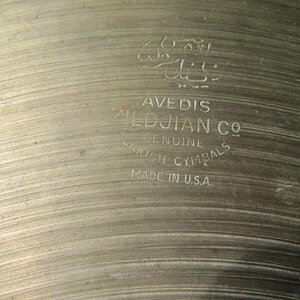 AVEDIS
ZILDJIAN CO
GENUINE
TURKISH CYMBALS
MADE IN U.S.A.